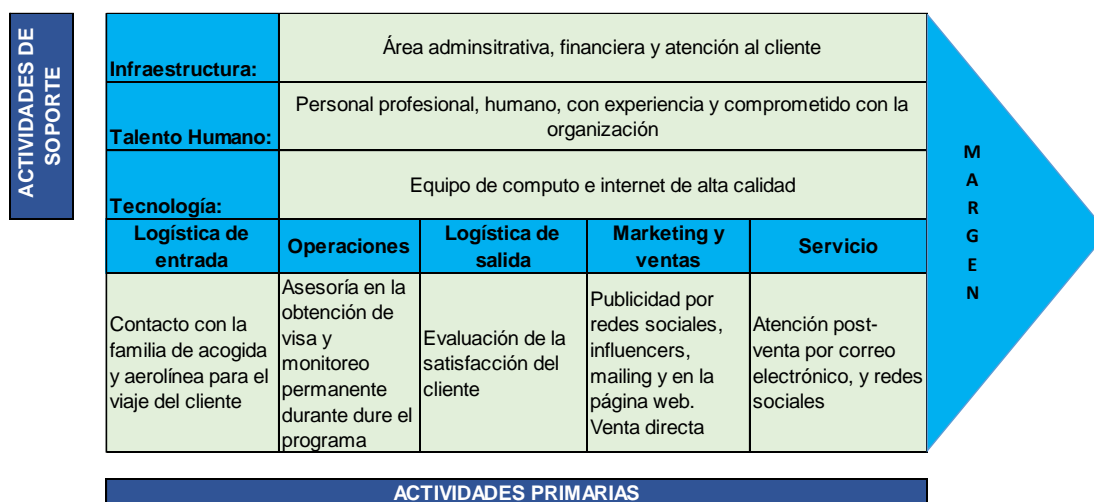 ACTIVIDADES DE
SOPORTE
Infraestructura:
Área adminsitrativa, financiera y atención al cliente
Talento Humano:
Personal profesional, humano, con experiencia y comprometido con la
organización
Tecnología:
Equipo de computo e internet de alta calidad
Logística de
entrada
Operaciones
Logística de
salida
Marketing y
ventas
Servicio
Contacto con la
familia de acogida
y aerolínea para el
viaje del cliente
Asesoría en la
obtención de
visa y
monitoreo
permanente
durante dure el
programa
Evaluación de la
satisfacción del
cliente
Publicidad por
redes sociales,
influencers,
mailing y en la
página web.
Venta directa
Atención post-
venta por correo
electrónico, y redes
sociales
M
A
R
G
E
N
ACTIVIDADES PRIMARIAS